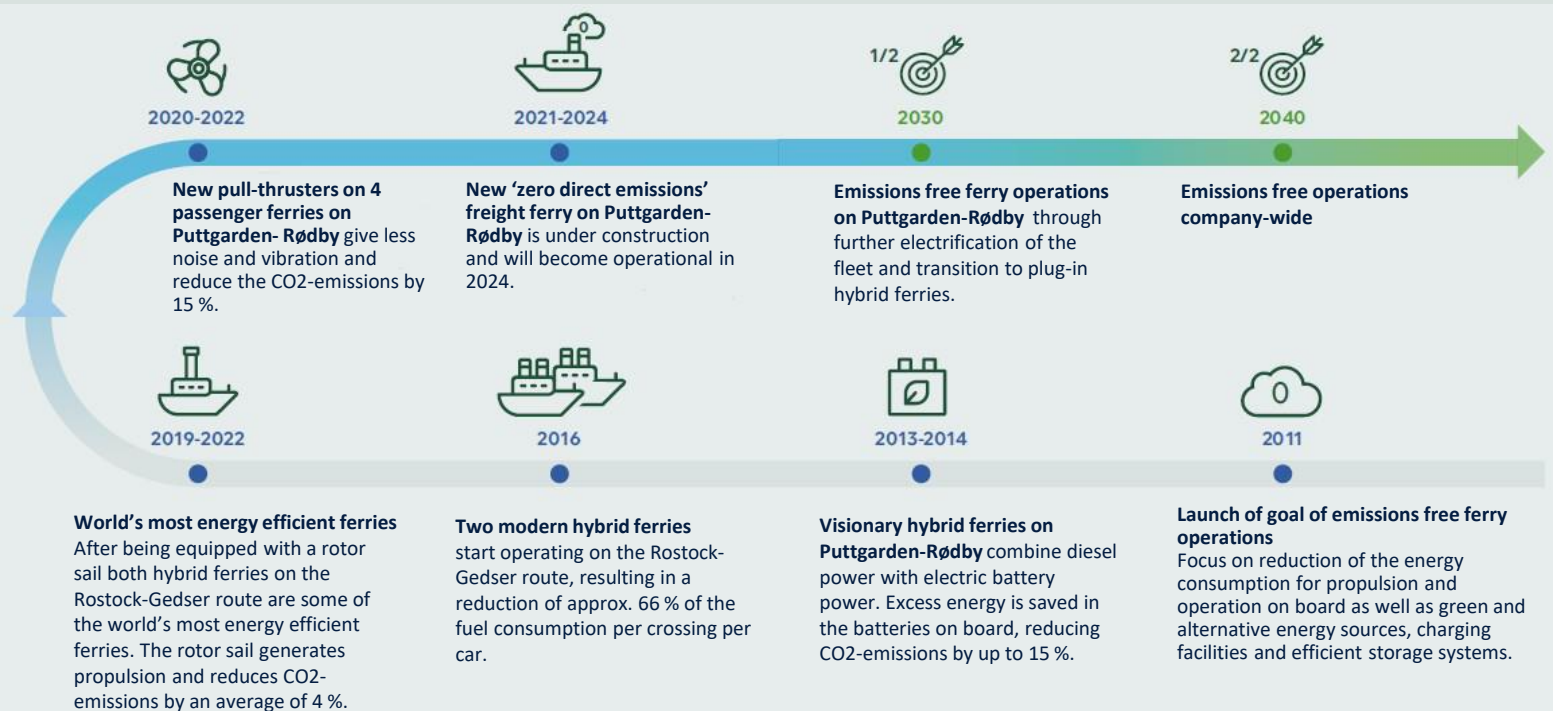 1/2
2/2
2020-2022
2021-2024
2030
2040
New pull-thrusters on 4
passenger ferries on
Puttgarden- Rødby give less
noise and vibration and
reduce the CO2-emissions by
15 %.
New ‘zero direct emissions’
freight ferry on Puttgarden-
Rødby is under construction
and will become operational in
2024.
Emissions free ferry operations
on Puttgarden-Rødby through
further electrification of the
fleet and transition to plug-in
hybrid ferries.
Emissions free operations
company-wide
0
0
2019-2022
2016
2013-2014
2011
World’s most energy efficient ferries
After being equipped with a rotor
sail both hybrid ferries on the
Rostock-Gedser route are some of
the world’s most energy efficient
ferries. The rotor sail generates
propulsion and reduces CO2-
emissions by an average of 4 %.
Two modern hybrid ferries
start operating on the Rostock-
Gedser route, resulting in a
reduction of approx. 66 % of the
fuel consumption per crossing per
car.
Visionary hybrid ferries on
Puttgarden-Rødby combine diesel
power with electric battery
power. Excess energy is saved in
the batteries on board, reducing
CO2-emissions by up to 15 %.
Launch of goal of emissions free ferry
operations
Focus on reduction of the energy
consumption for propulsion and
operation on board as well as green and
alternative energy sources, charging
facilities and efficient storage systems.